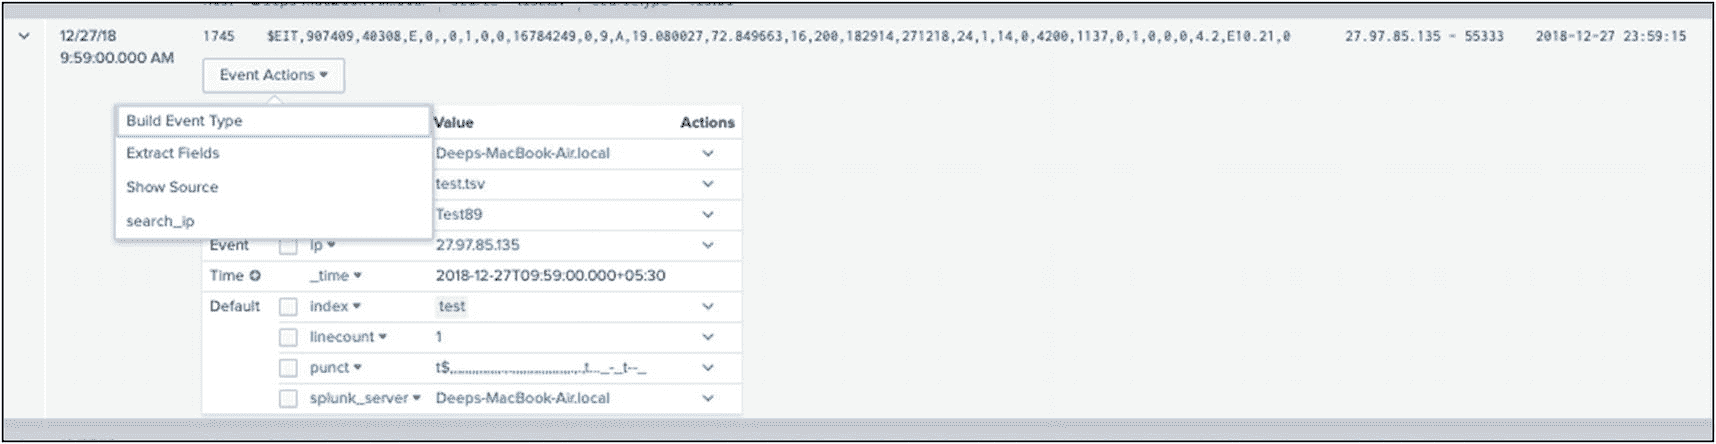 12/27/18 1745 $EIT,907409,40308,E,0,,0,1,0,0,16784249,0,9,A,19.080027,72.849663,16,200,182914,271218,24,1,14,0,4200,1137,0,1,0,0,0,4.2,E10.21,0 27.97.85.135 - 55333 2018-12-27 23:59:15
9:59:00.000 AM
Event Actions
Build Event Type
Extract Fields
Show Source
search_ip
Value Actions
Deeps-MacBook-Air.local
test.tsv
Test89
Event ip 27.97.85.135
Time _time 2018-12-27T09:59:00.000+05:30
Default index test
linecount 1
punct
splunk_server Deeps-MacBook-Air.local